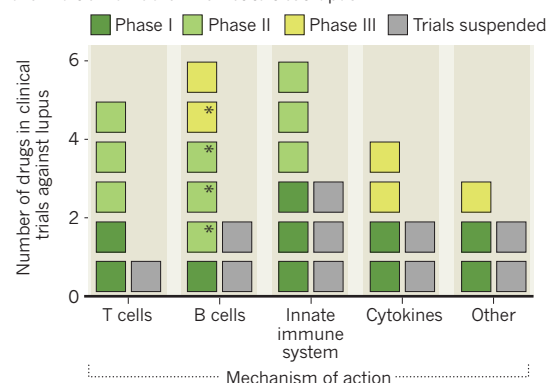 Phase I Phase II Phase III Trials suspended
Number of drugs in clinical
trials against lupus
6
4
2
0
*
*
*
*
T cells B cells Innate immune system Cytokines Other
Mechanism of action